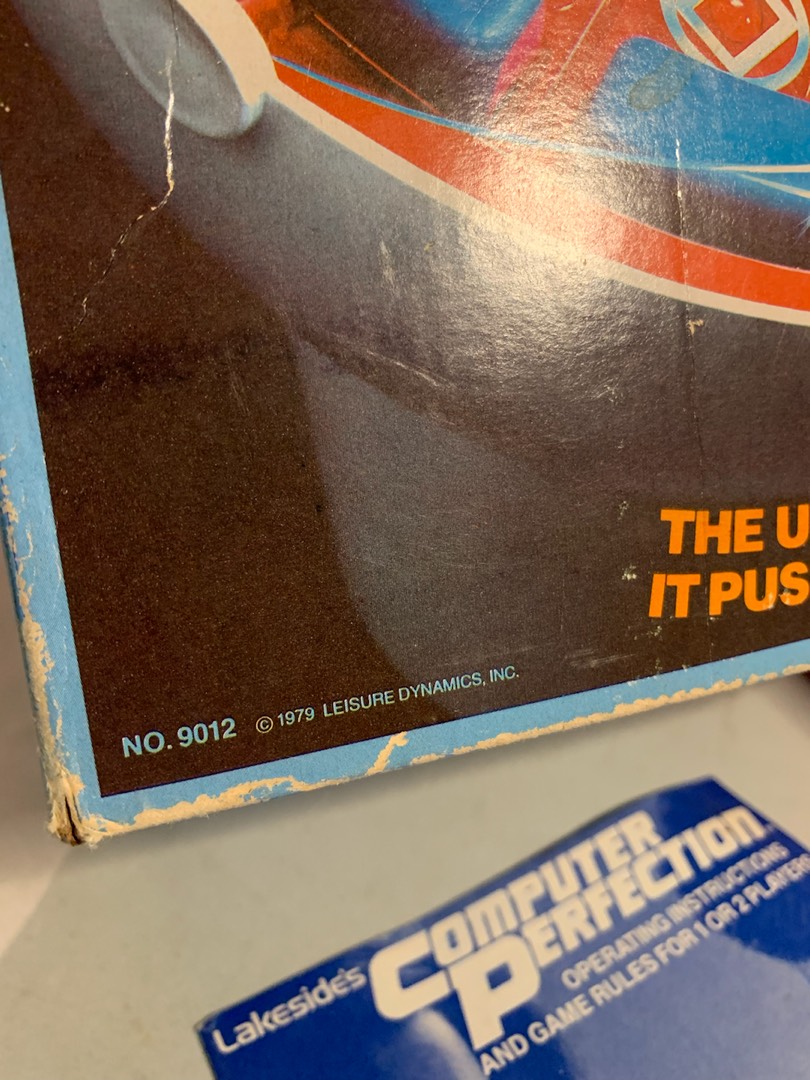 THE U
IT PUS
NO. 9012 © 1979 LEISURE DYNAMICS, INC.
Lakeside's COMPUTER PERFECTION™
OPERATING INSTRUCTIONS
AND GAME RULES FOR 1 OR 2 PLAYERS